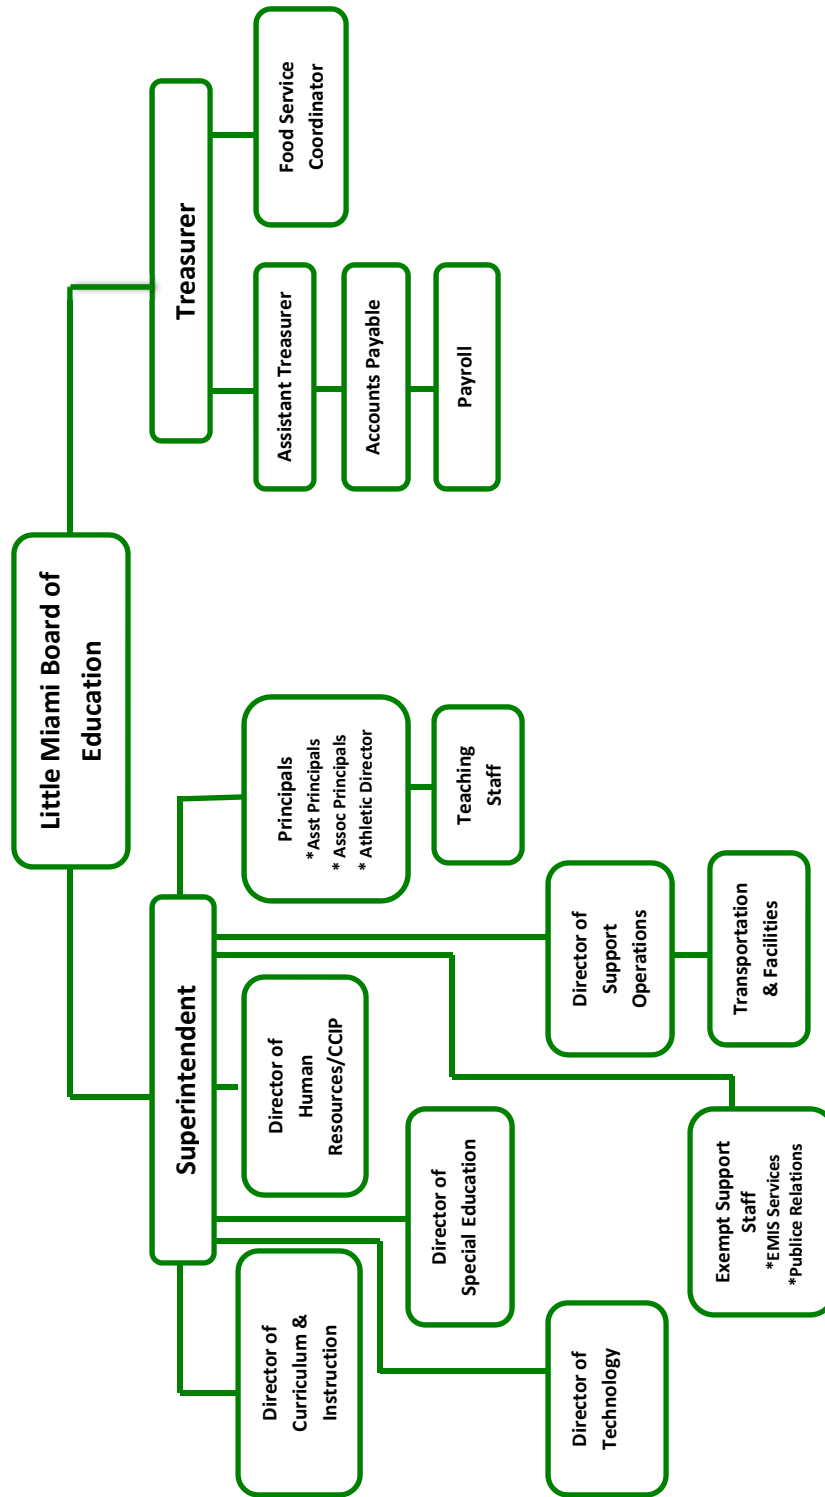 Little Miami Board of
Education
Superintendent
Treasurer
Director of
Curriculum &
Instruction
Director of
Human
Resources/CCIP
Principals
*Asst Principals
* Assoc Principals
* Athletic Director
Assistant Treasurer
Food Service
Coordinator
Accounts Payable
Director of
Special Education
Teaching
Staff
Payroll
Director of
Technology
Director of
Support
Operations
Exempt Support
Staff
*EMIS Services
*Publice Relations
Transportation
& Facilities